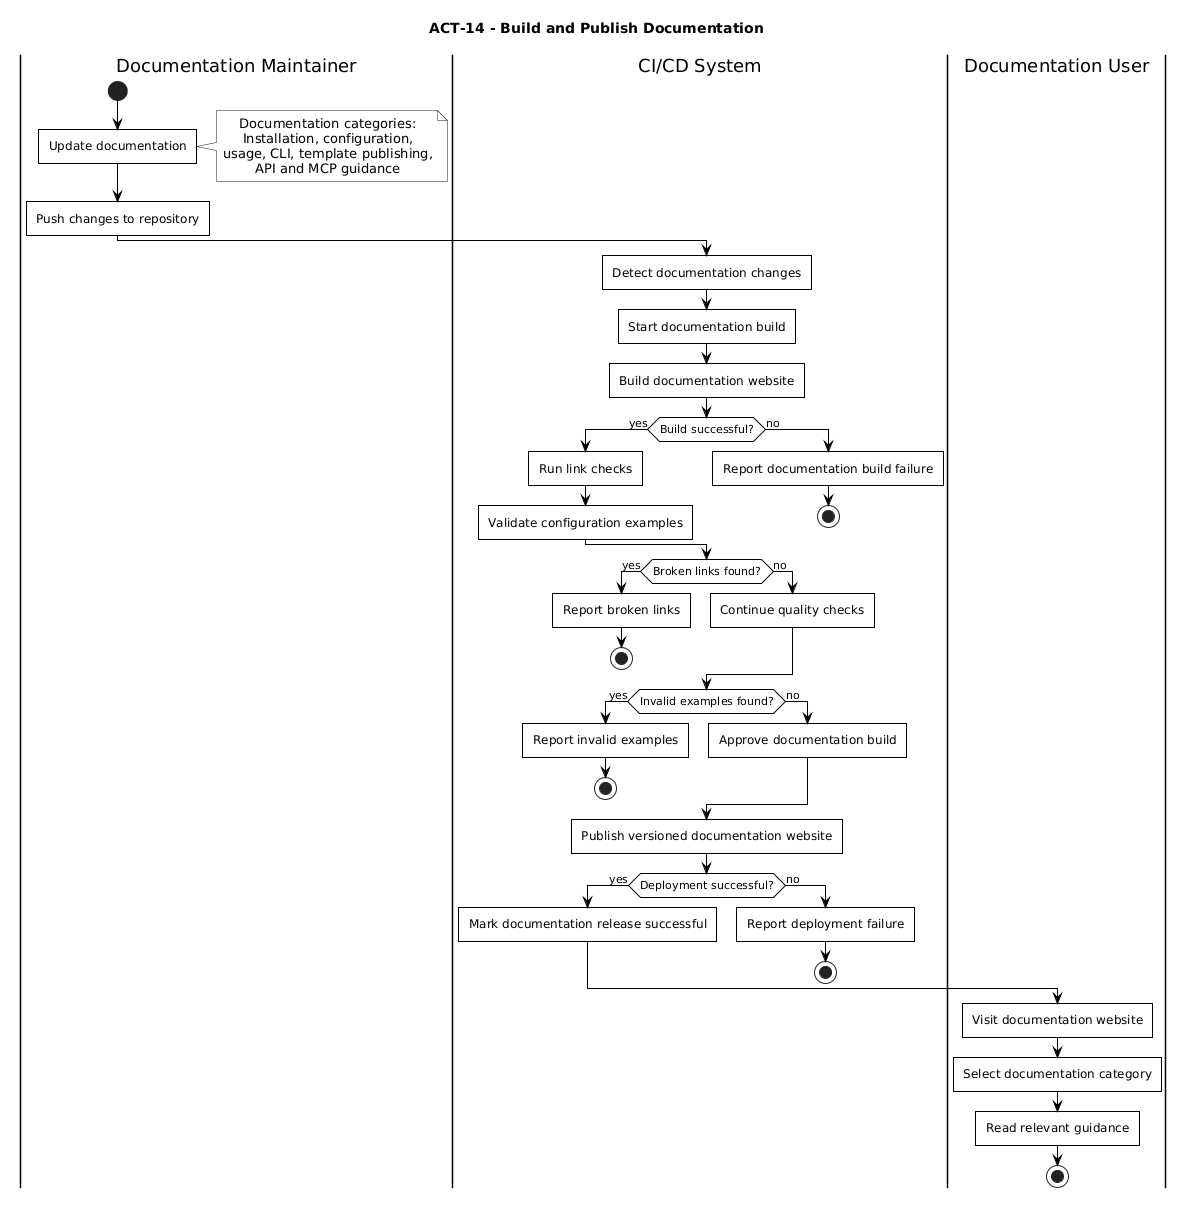 ACT-14 - Build and Publish Documentation
Documentation Maintainer
CI/CD System
Documentation User
Update documentation
Documentation categories:
Installation, configuration,
usage, CLI, template publishing,
API and MCP guidance
Push changes to repository
Detect documentation changes
Start documentation build
Build documentation website
Build successful?
yes
no
Run link checks
Report documentation build failure
Validate configuration examples
Broken links found?
yes
no
Report broken links
Continue quality checks
Invalid examples found?
yes
no
Report invalid examples
Approve documentation build
Publish versioned documentation website
Deployment successful?
yes
no
Mark documentation release successful
Report deployment failure
Visit documentation website
Select documentation category
Read relevant guidance